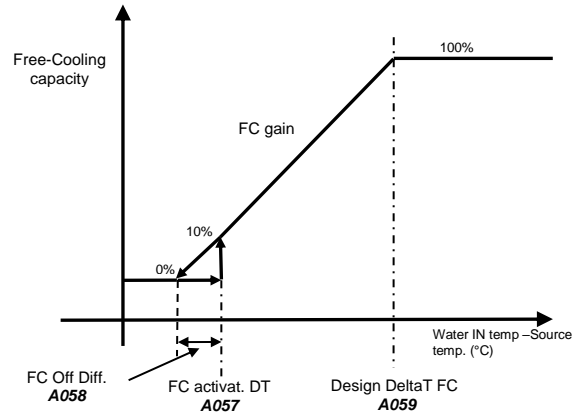 100%
Free-Cooling
capacity
FC gain
10%
0%
Water IN temp –Source
temp. (°C)
FC Off Diff.
A058
FC activat. DT
A057
Design DeltaT FC
A059